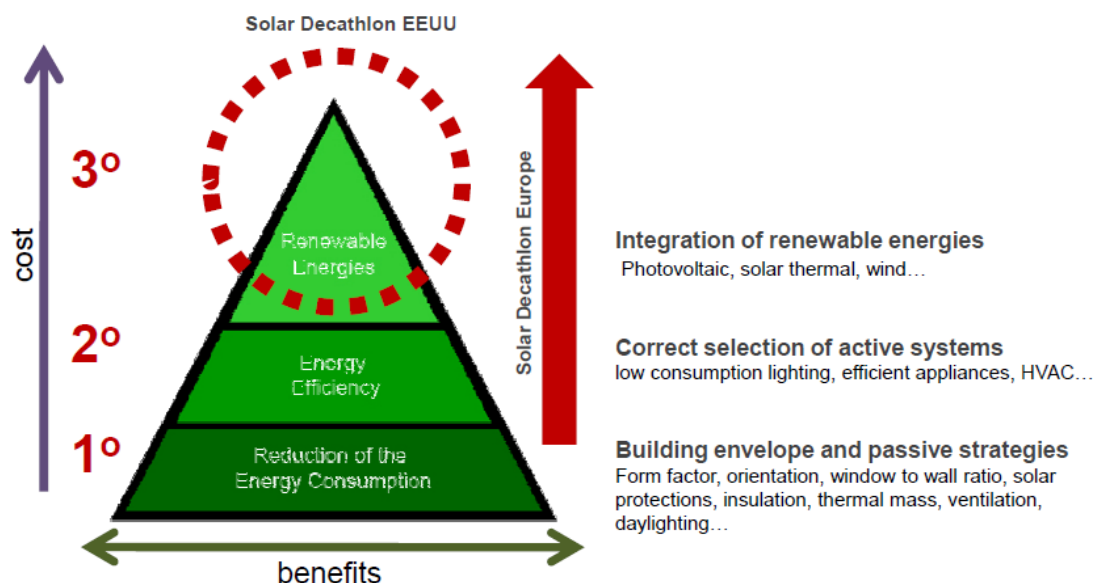 Solar Decathlon EEUU
cost
3º
2º
1º
Renewable
Energies
Energy
Efficiency
Reduction of the
Energy Consumption
benefits
Solar Decathlon Europe
Integration of renewable energies
Photovoltaic, solar thermal, wind…
Correct selection of active systems
low consumption lighting, efficient appliances, HVAC…
Building envelope and passive strategies
Form factor, orientation, window to wall ratio, solar
protections, insulation, thermal mass, ventilation,
daylighting…